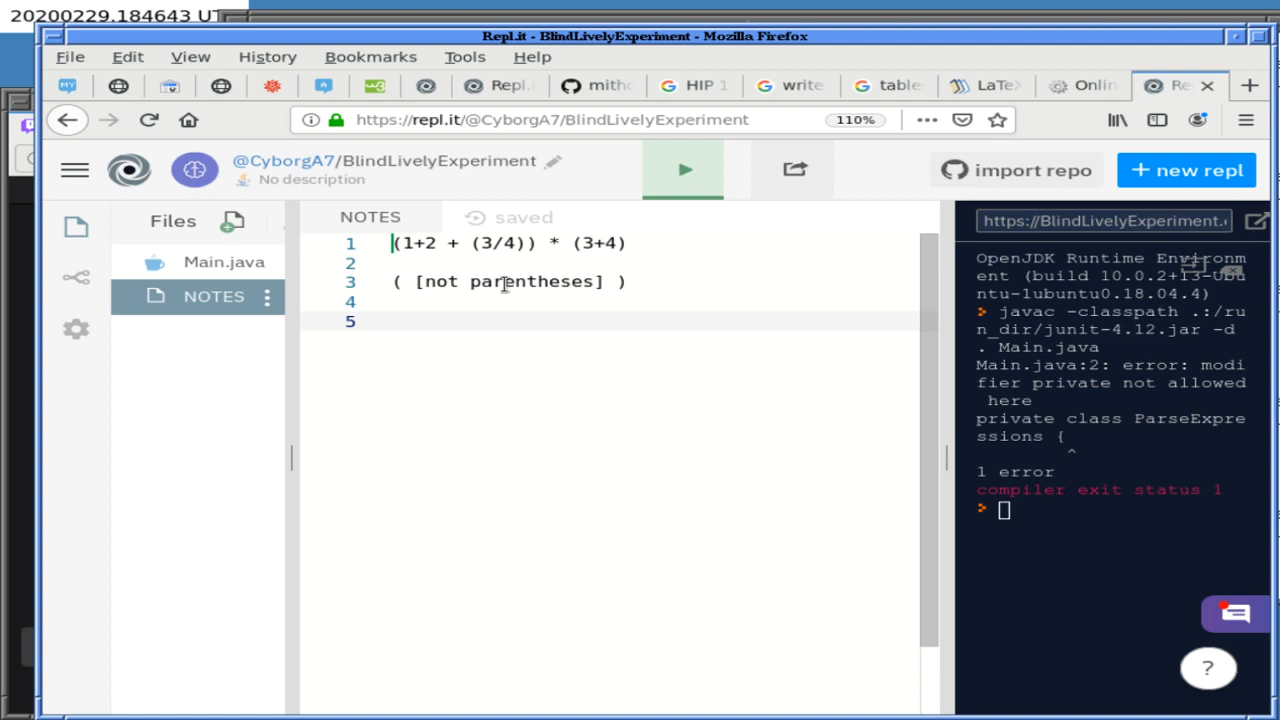 20200229.184643 UT
Repl.it - BlindLivelyExperiment - Mozilla Firefox
File Edit View History Bookmarks Tools Help
Repl. mitho HIP 1 write table LaTeX Onlin Re
https://repl.it/@CyborgA7/BlindLivelyExperiment 110%
@CyborgA7/BlindLivelyExperiment
No description
import repo
+ new repl
Files
Main.java
NOTES
NOTES saved
1 (1+2 + (3/4)) * (3+4)
2
3 ( [not parentheses] )
4
5
https://BlindLivelyExperiment.
OpenJDK Runtime Environm
ent (build 10.0.2+13-Ubu
ntu-1ubuntu0.18.04.4)
> javac -classpath .:/ru
n_dir/junit-4.12.jar -d
. Main.java
Main.java:2: error: modi
fier private not allowed
here
private class ParseExpre
ssions {
^
1 error
compiler exit status 1
>
?